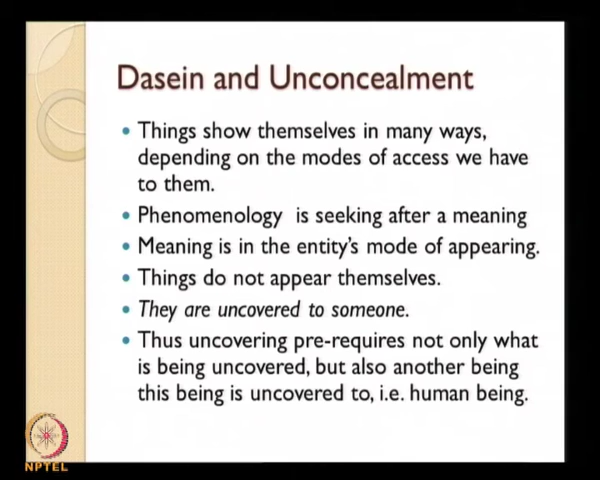 Dasein and Unconcealment
• Things show themselves in many ways,
depending on the modes of access we have
to them.
• Phenomenology is seeking after a meaning
• Meaning is in the entity's mode of appearing.
• Things do not appear themselves.
• They are uncovered to someone.
• Thus uncovering pre-requires not only what
is being uncovered, but also another being
this being is uncovered to, i.e. human being.
NPTEL